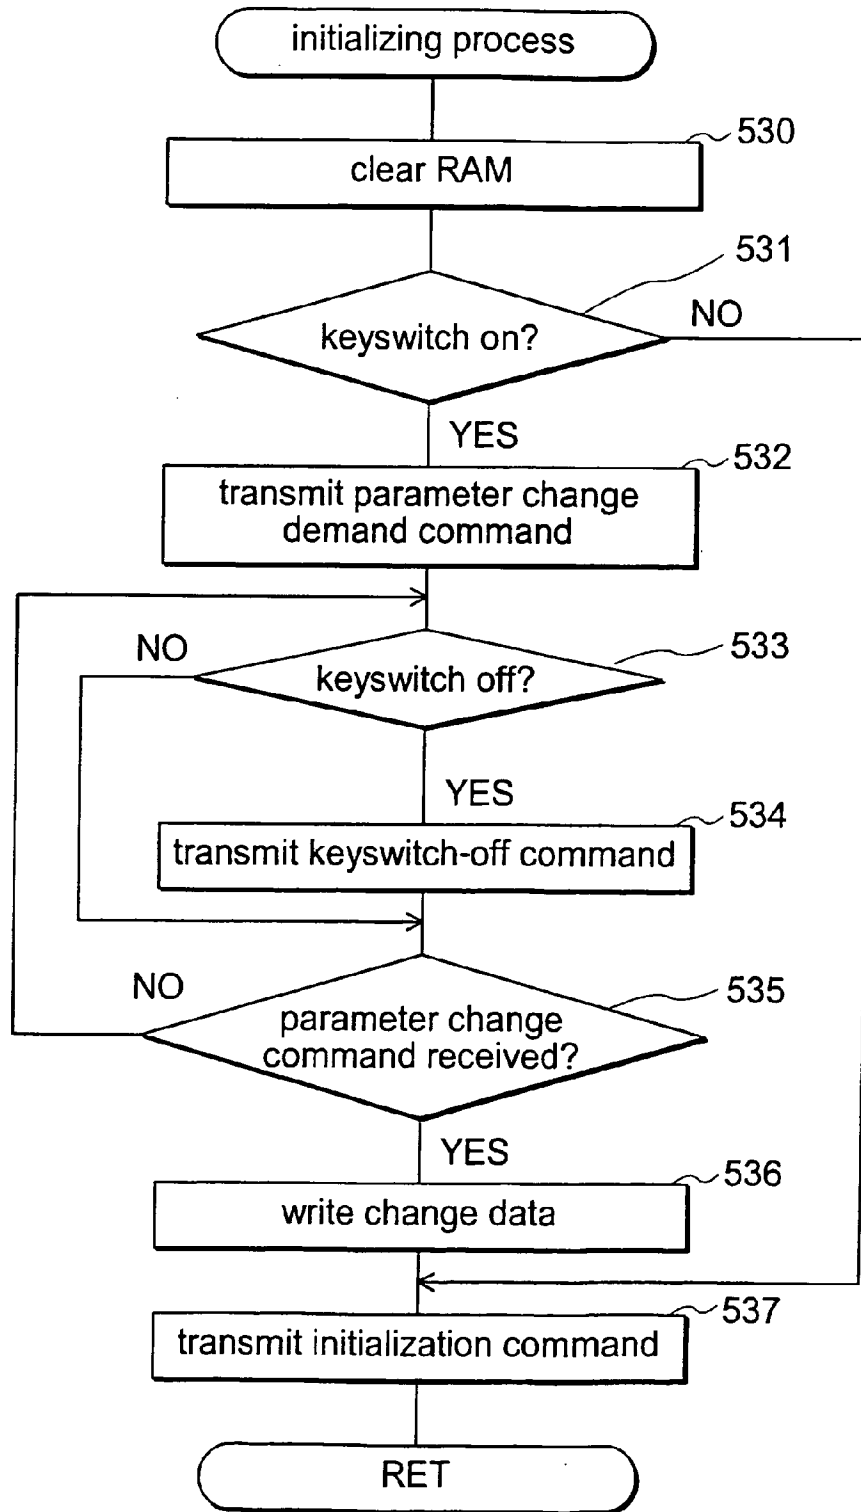 initializing process
530
clear RAM
531
keyswitch on?
NO
YES
532
transmit parameter change
demand command
NO
533
keyswitch off?
YES
534
transmit keyswitch-off command
NO
535
parameter change
command received?
YES
536
write change data
537
transmit initialization command
RET